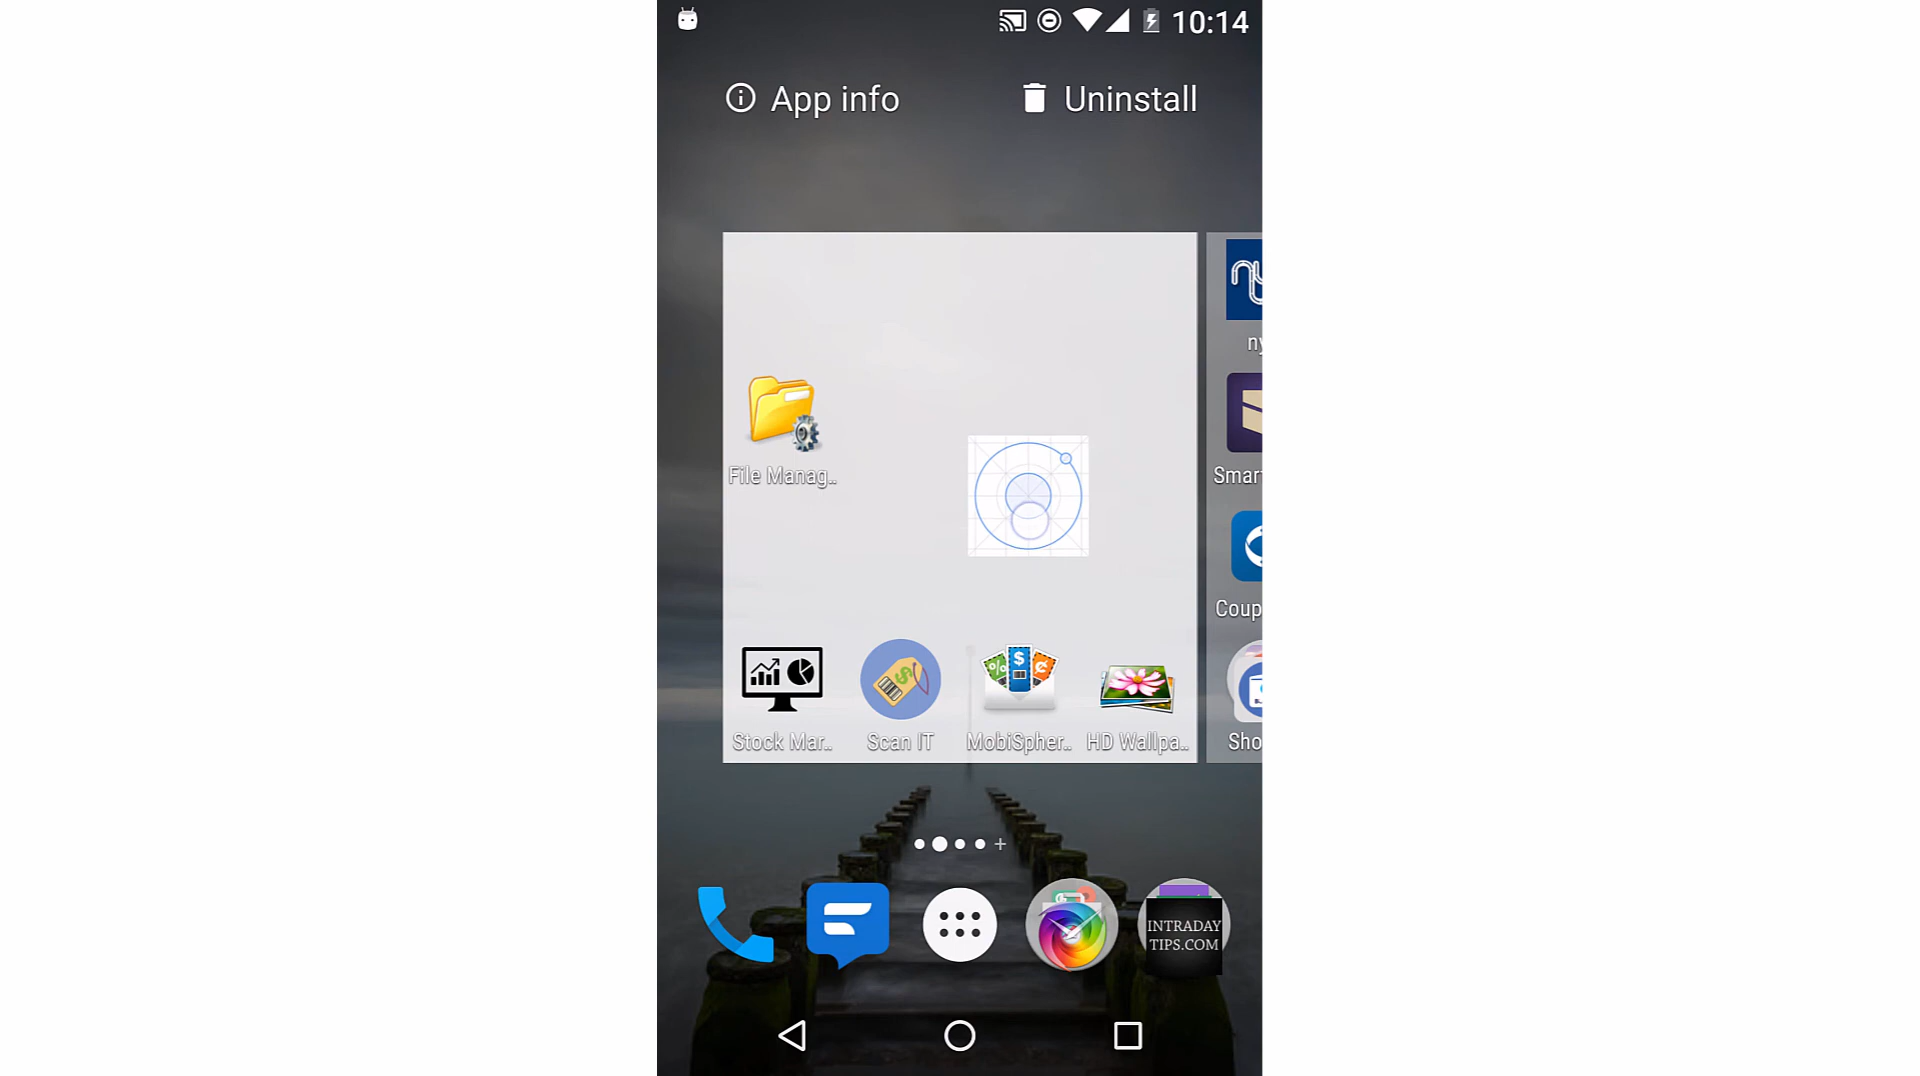 10:14
App info
Uninstall
ny
File Manag..
Smar
Coup
Stock Mar..
Scan IT
MobiSpher..
HD Wallpa..
Sho
INTRADAY
TIPS.COM